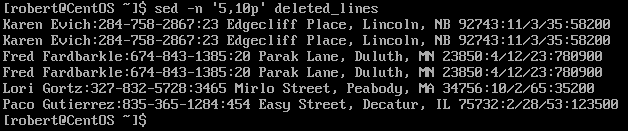 [robert@CentOS ~]$ sed -n '5,10p' deleted_lines
Karen Evich:284-758-2867:23 Edgecliff Place, Lincoln, NB 92743:11/3/35:58200
Karen Evich:284-758-2867:23 Edgecliff Place, Lincoln, NB 92743:11/3/35:58200
Fred Fardbarkle:674-843-1385:20 Parak Lane, Duluth, MN 23850:4/12/23:780900
Fred Fardbarkle:674-843-1385:20 Parak Lane, Duluth, MN 23850:4/12/23:780900
Lori Gortz:327-832-5728:3465 Mirlo Street, Peabody, MA 34756:10/2/65:35200
Paco Gutierrez:835-365-1284:454 Easy Street, Decatur, IL 75732:2/28/53:123500
[robert@CentOS ~]$